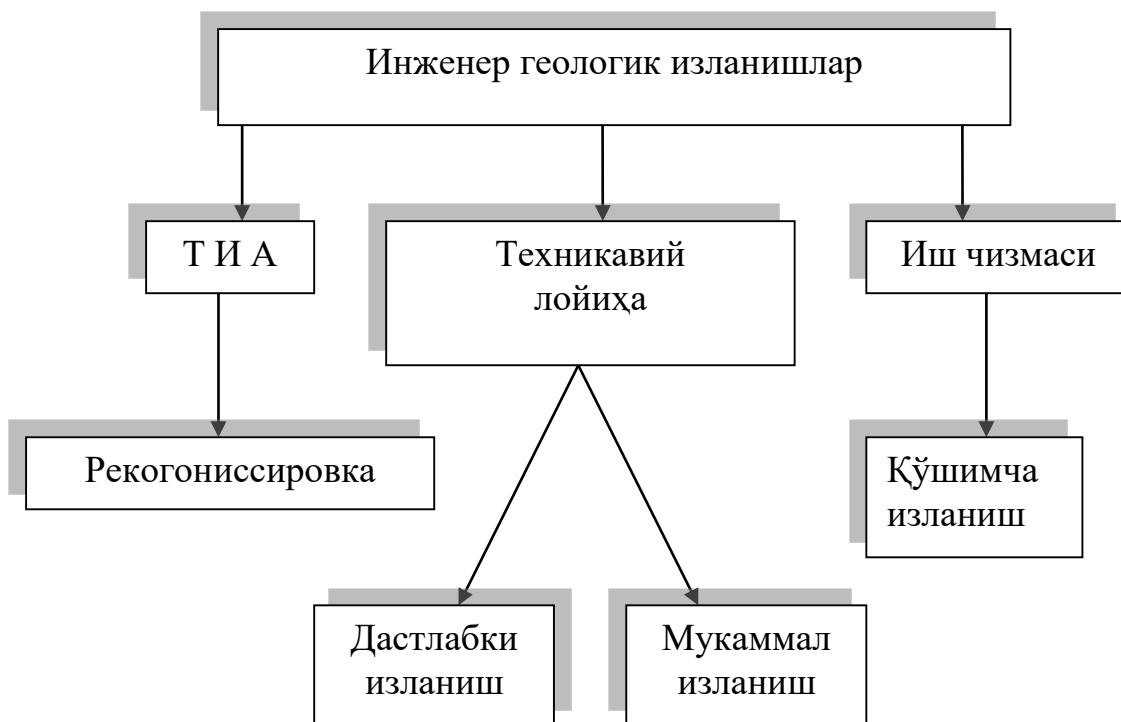 Инженер геологик изланишлар
Т И А
Техникавий
лойиҳа
Иш чизмаси
Рекогониссировка
Қўшимча
изланиш
Дастлабки
изланиш
Мукаммал
изланиш